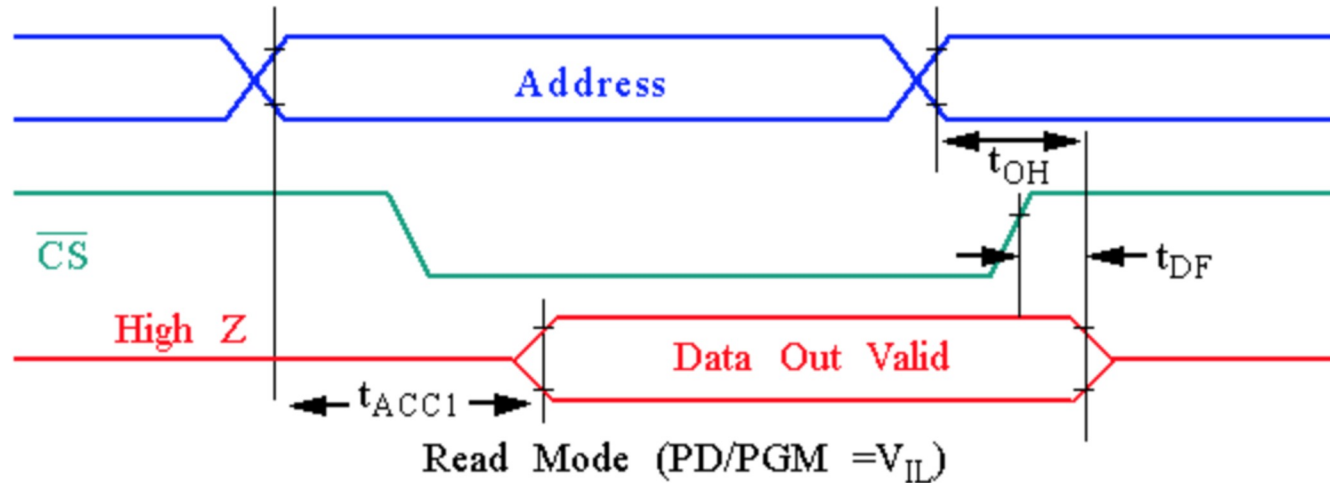 Address
tOH
CS
tDF
High Z
Data Out Valid
tACC1
Read Mode (PD/PGM =VIL)